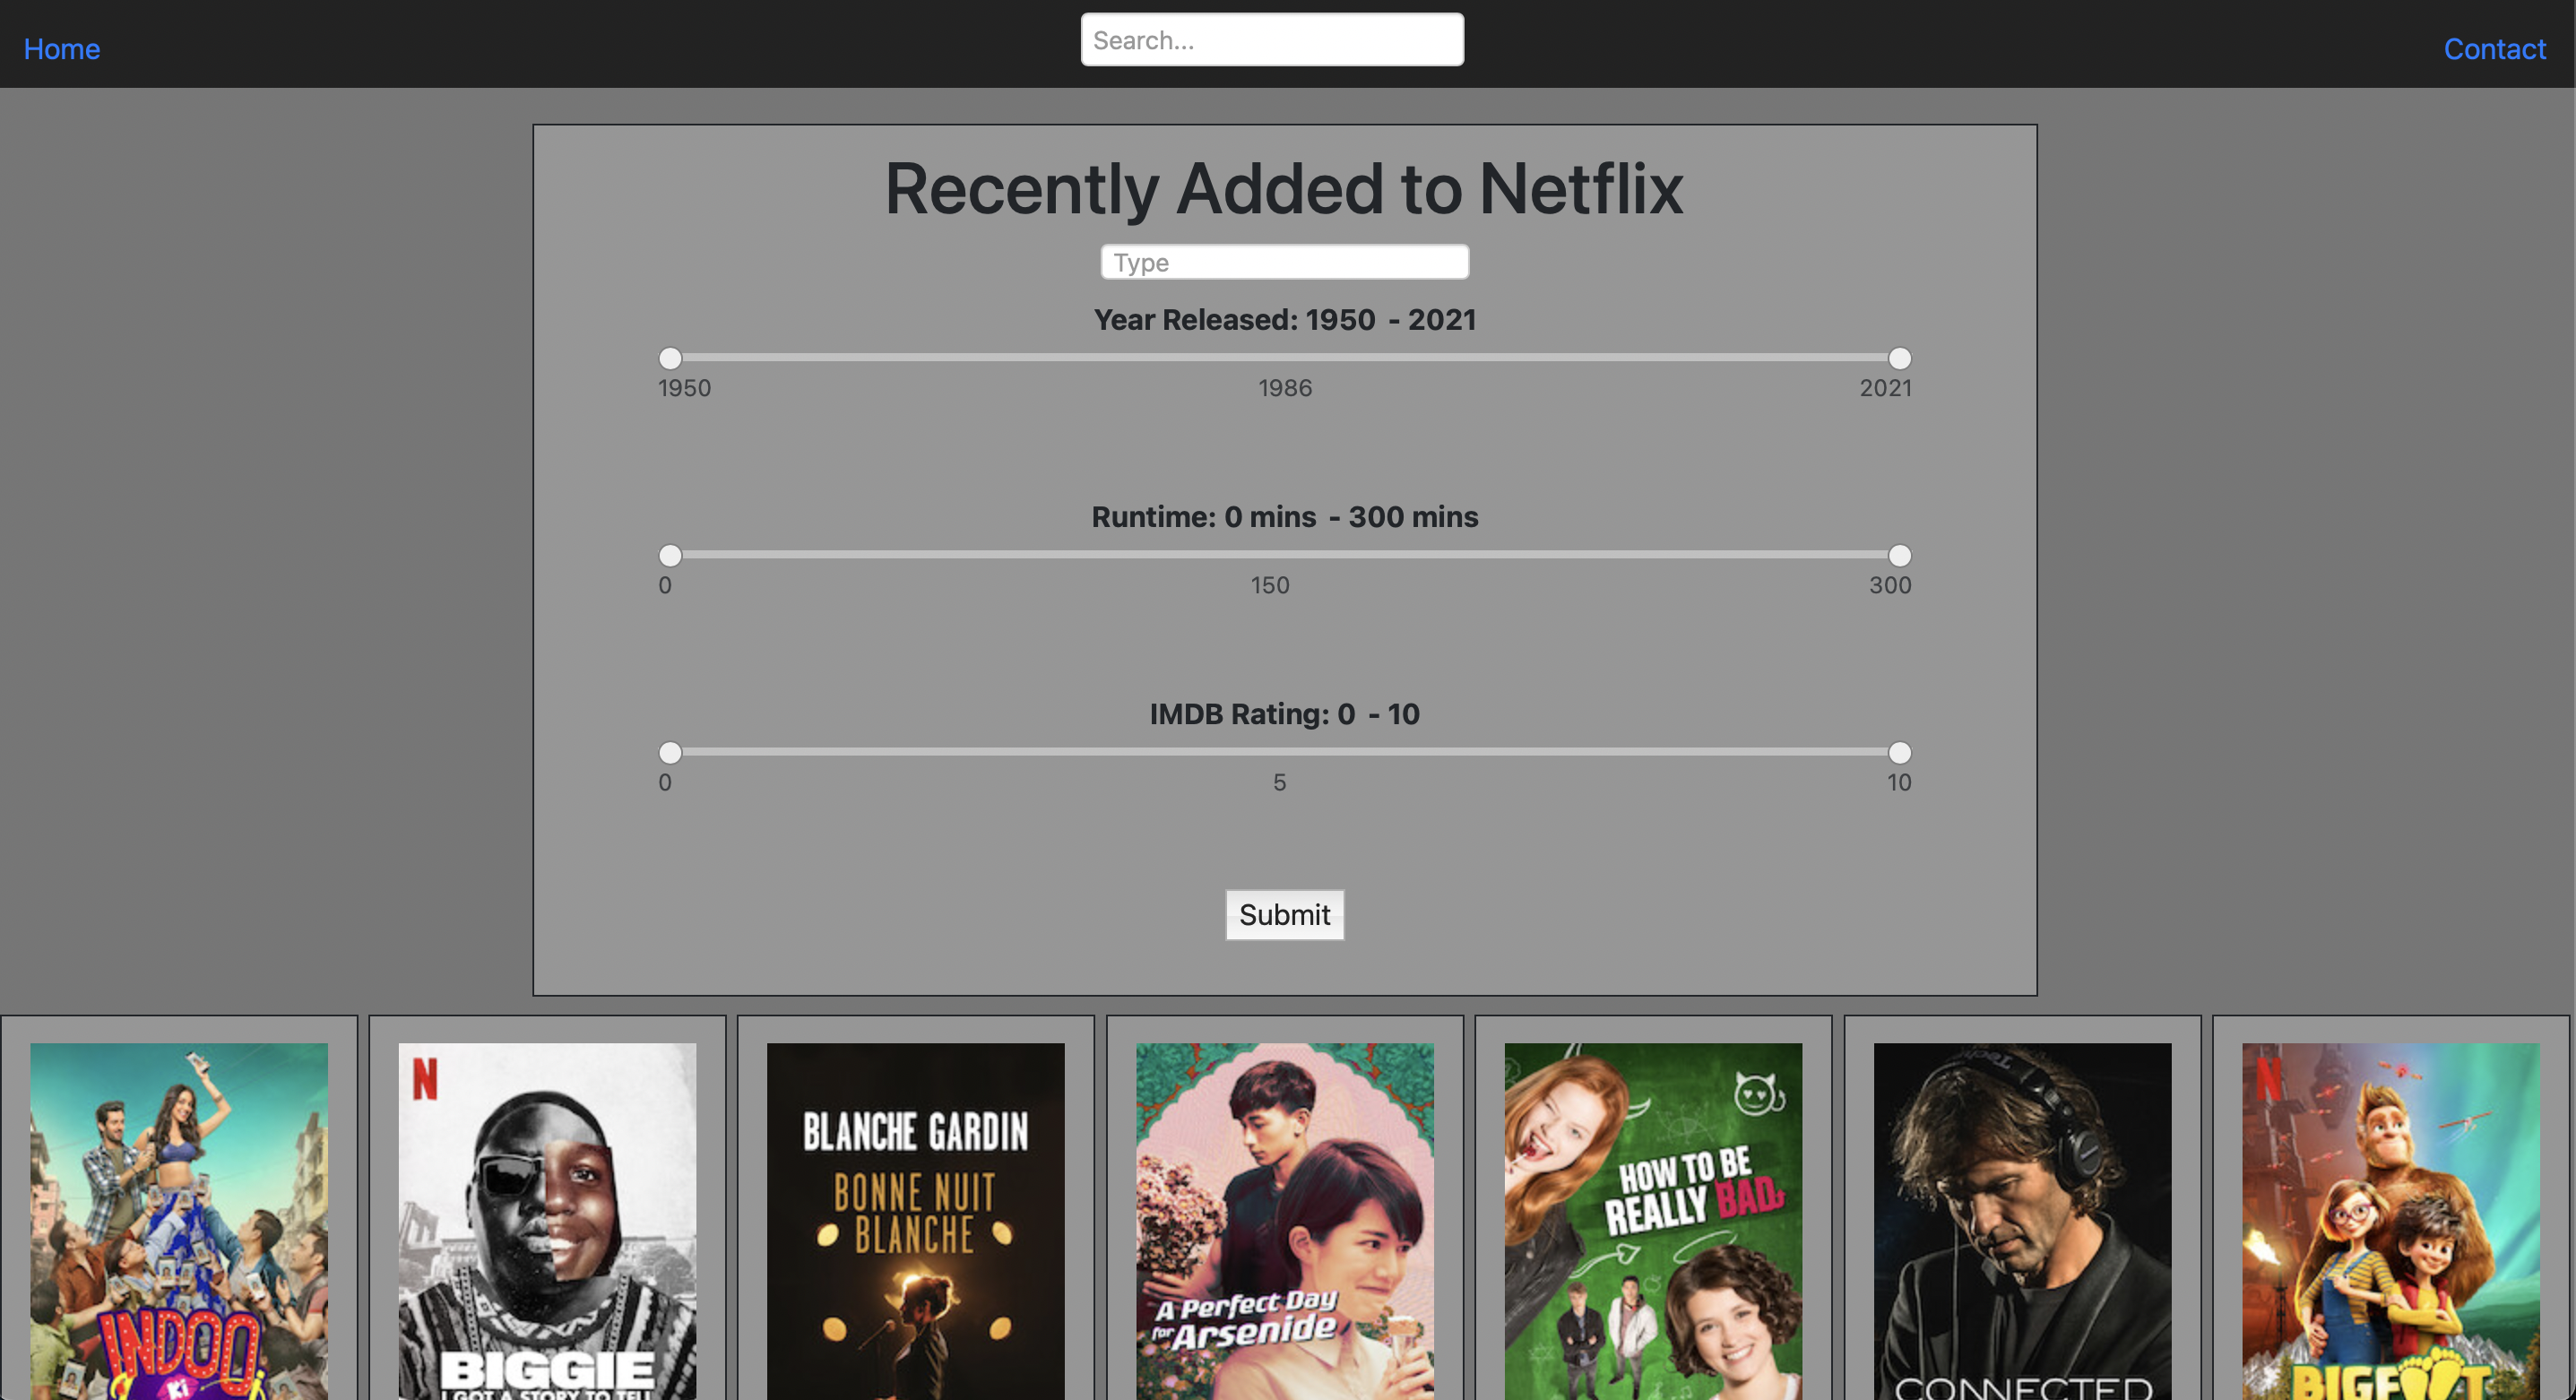 Home
Search...
Contact
Recently Added to Netflix
Type
Year Released: 1950 - 2021
1950 1986 2021
Runtime: 0 mins - 300 mins
0 150 300
IMDB Rating: 0 - 10
0 5 10
Submit
INDOO
Ki
N
BIGGIE
I GOT A STORY TO TELL
BLANCHE GARDIN
BONNE NUIT
BLANCHE
A Perfect Day
for Arsenide
HOW TO BE
REALLY BAD
CONNECTED
N
BIGFOOT